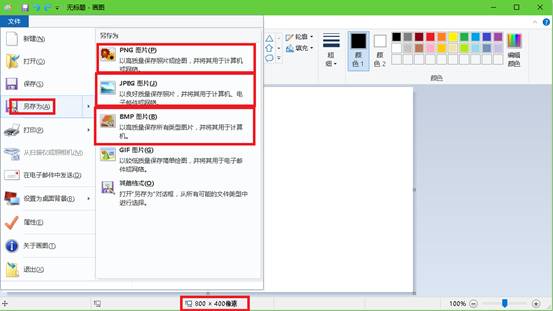 无标题 - 画图
文件
新建(N)
打开(O)
保存(S)
另存为(A)
打印(P)
从扫描仪或照相机(M)
在电子邮件中发送(D)
设置为桌面背景(B)
属性(E)
关于画图(T)
退出(X)
另存为
PNG 图片(P)
以高质量保存照片或绘图，并将其用于计算机或网络。
JPEG 图片(J)
以良好质量保存照片，并将其用于计算机、电子邮件或网络。
BMP 图片(B)
以高质量保存所有类型图片，并将其用于计算机。
GIF 图片(G)
以较低质量保存简单绘图，并将其用于电子邮件或网络。
其他格式(O)
打开“另存为”对话框，从所有可能的文件类型中进行选择。
轮廓
填充
粗细
颜色 1
颜色 2
编辑颜色
颜色
800 × 400像素
100%